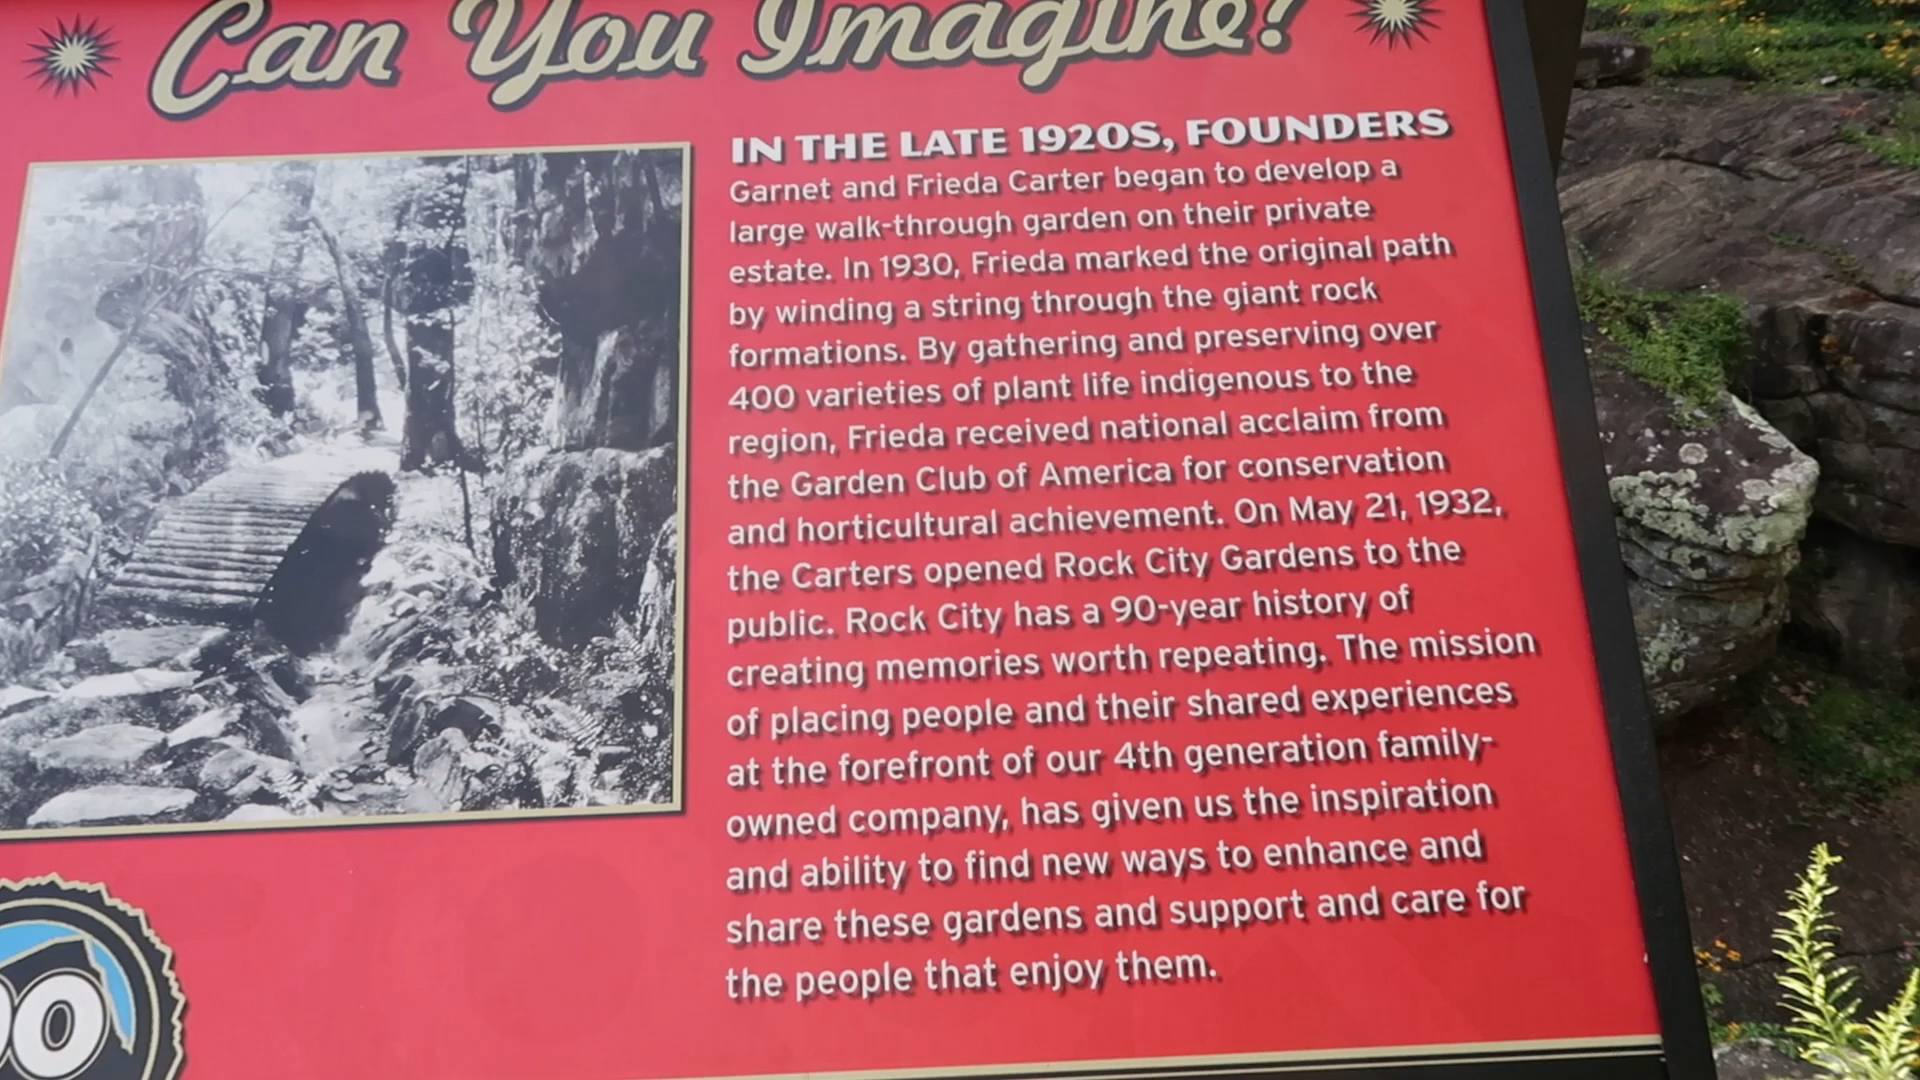 Can You Imagine?
IN THE LATE 1920S, FOUNDERS
Garnet and Frieda Carter began to develop a
large walk-through garden on their private
estate. In 1930, Frieda marked the original path
by winding a string through the giant rock
formations. By gathering and preserving over
400 varieties of plant life indigenous to the
region, Frieda received national acclaim from
the Garden Club of America for conservation
and horticultural achievement. On May 21, 1932,
the Carters opened Rock City Gardens to the
public. Rock City has a 90-year history of
creating memories worth repeating. The mission
of placing people and their shared experiences
at the forefront of our 4th generation family-
owned company, has given us the inspiration
and ability to find new ways to enhance and
share these gardens and support and care for
the people that enjoy them.